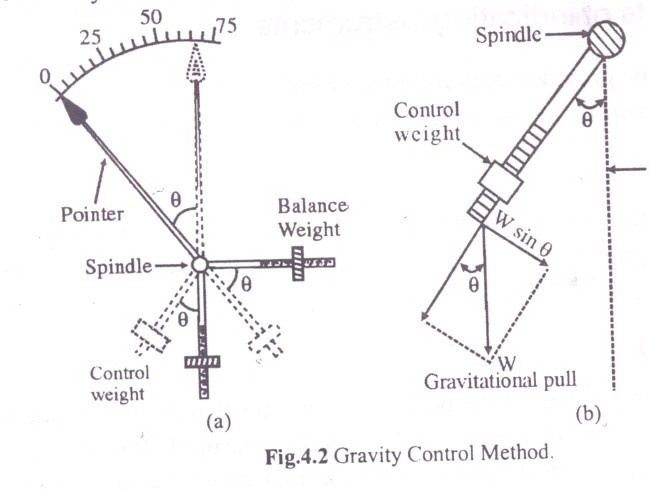 0
25
50
75
θ
Pointer
Spindle
Balance
Weight
θ
θ
Control
weight
(a)
Spindle
θ
Control
weight
W sin θ
θ
W
Gravitational pull
(b)
Fig.4.2 Gravity Control Method.